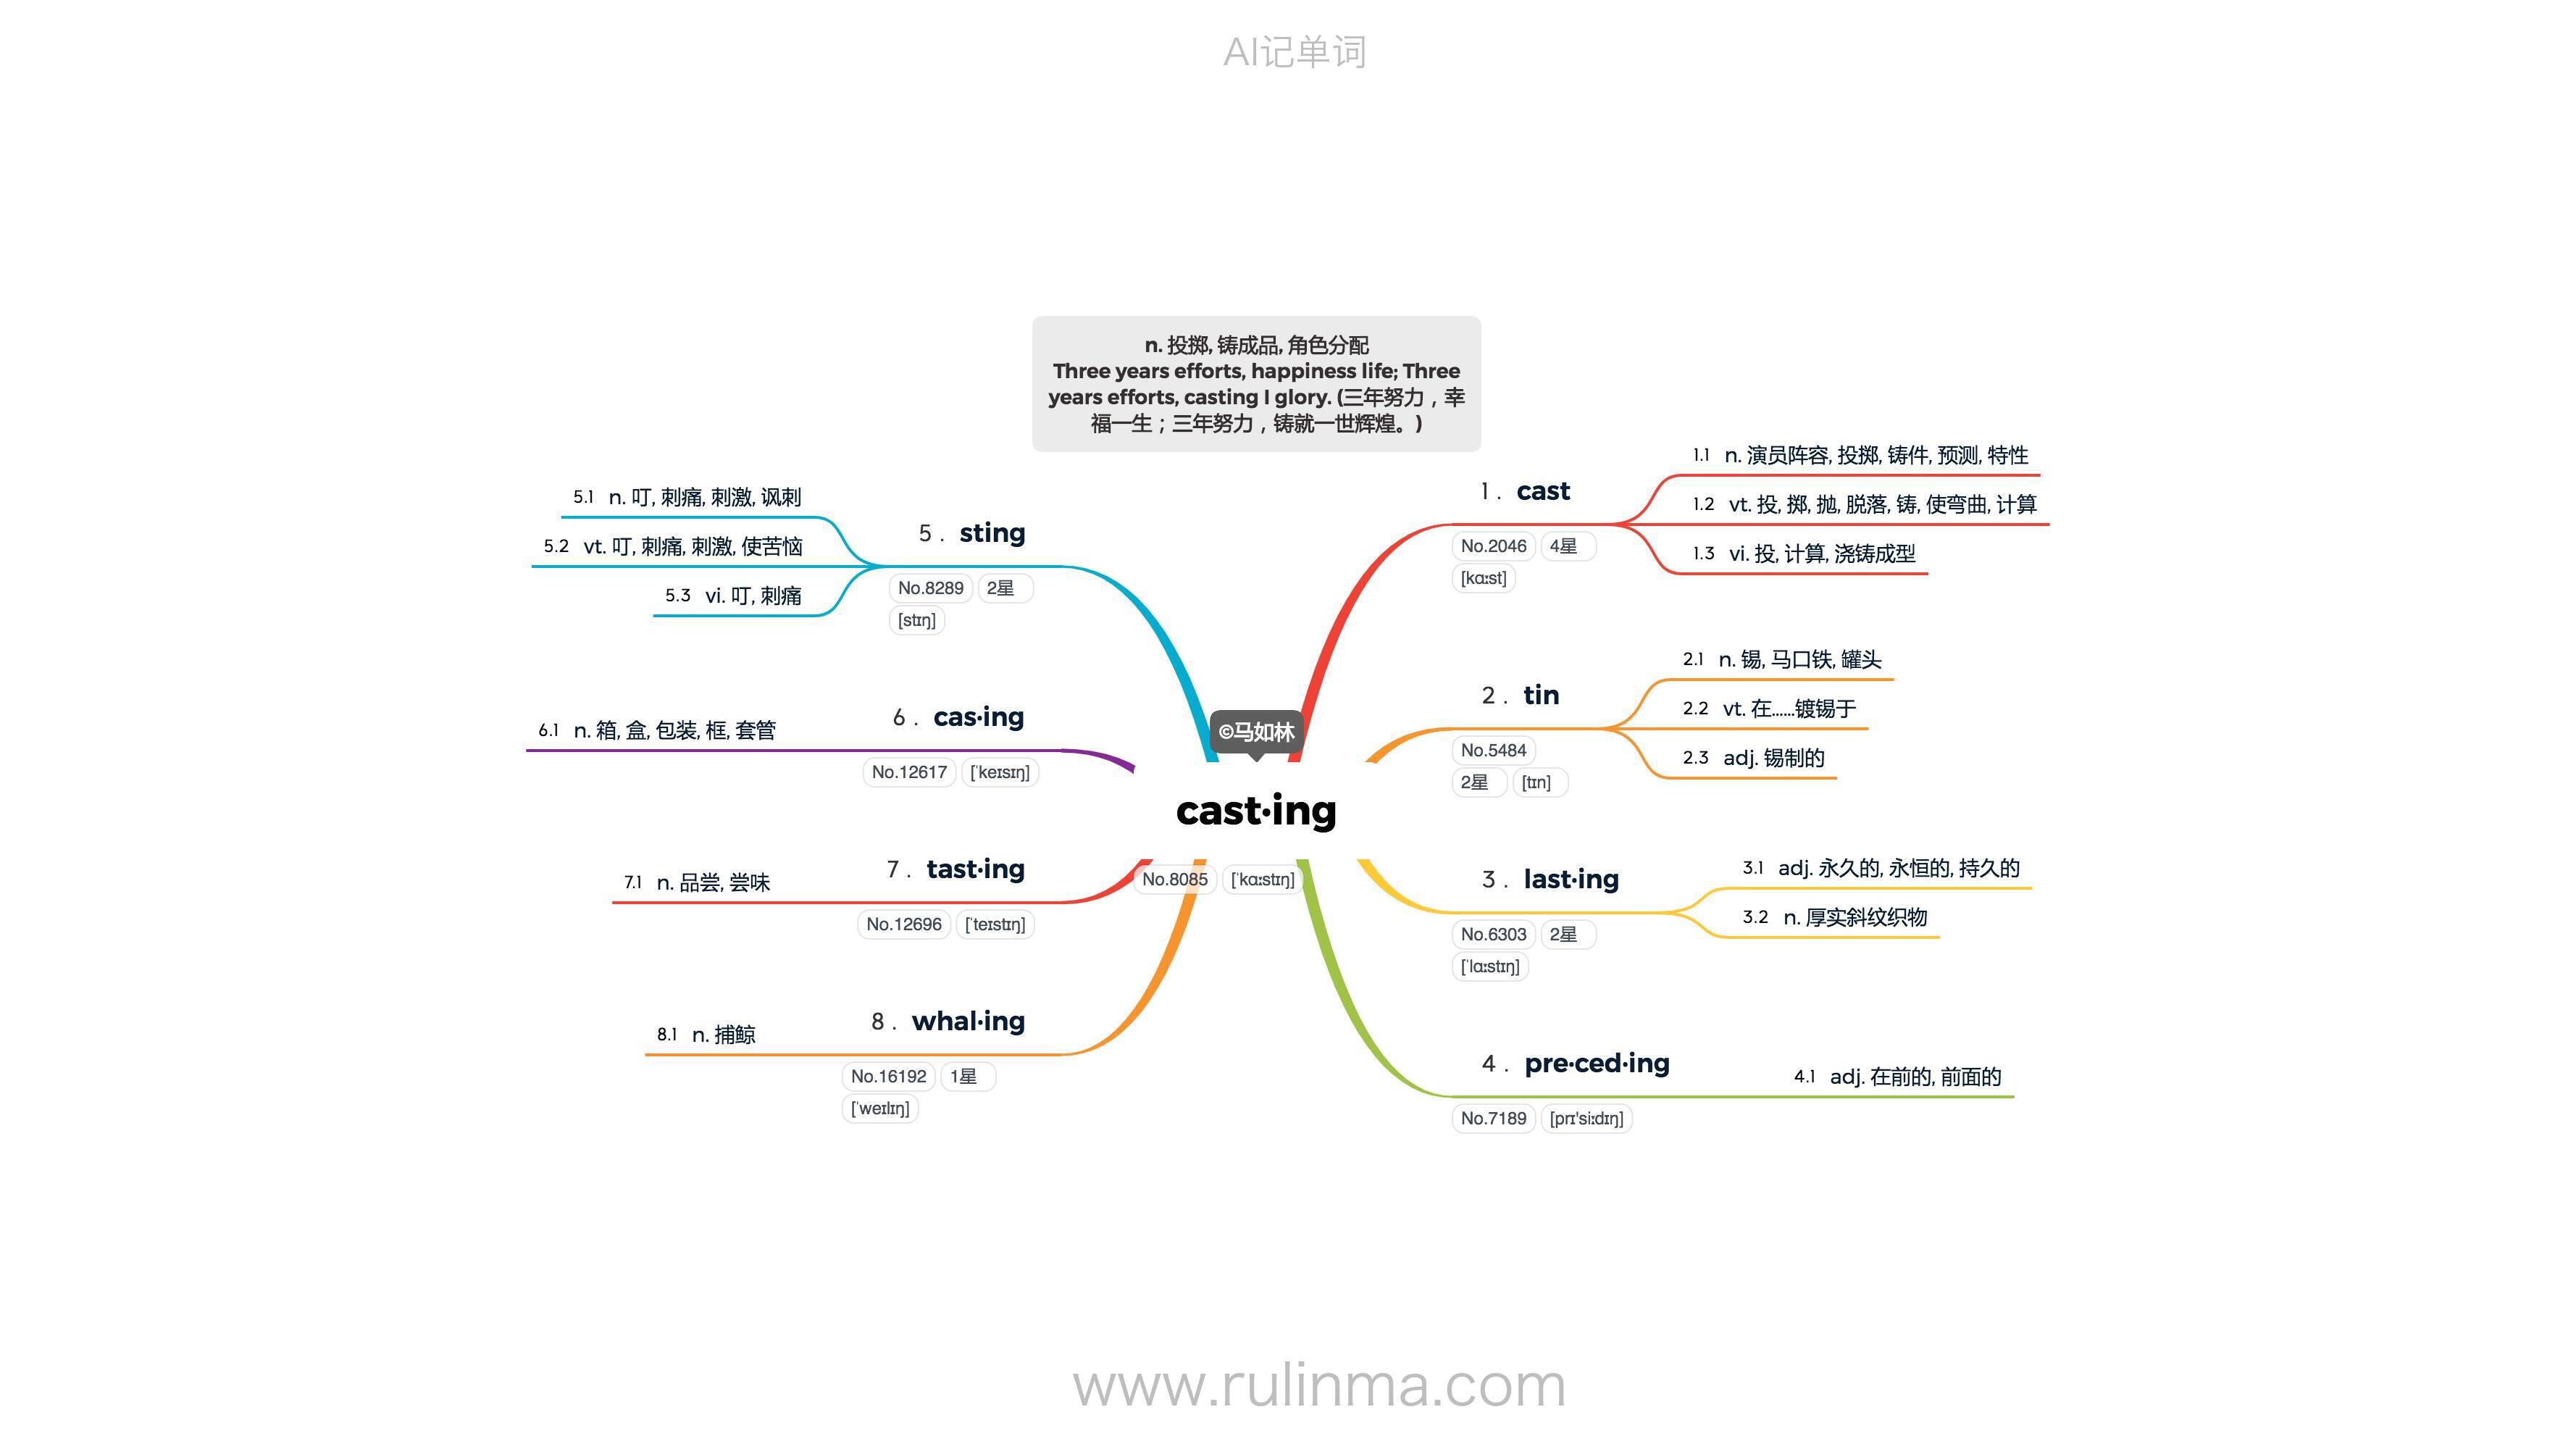 AI记单词
n. 投掷, 铸成品, 角色分配
Three years efforts, happiness life; Three
years efforts, casting I glory. (三年努力，幸
福一生；三年努力，铸就一世辉煌。)
©马如林
cast·ing
No.8085 [ˈkɑːstɪŋ]
1. cast
No.2046 4星
[kɑːst]
1.1 n. 演员阵容, 投掷, 铸件, 预测, 特性
1.2 vt. 投, 掷, 抛, 脱落, 铸, 使弯曲, 计算
1.3 vi. 投, 计算, 浇铸成型
2. tin
No.5484
2星 [tɪn]
2.1 n. 锡, 马口铁, 罐头
2.2 vt. 在……镀锡于
2.3 adj. 锡制的
3. last·ing
No.6303 2星
[ˈlɑːstɪŋ]
3.1 adj. 永久的, 永恒的, 持久的
3.2 n. 厚实斜纹织物
4. pre·ced·ing
No.7189 [prɪ'siːdɪŋ]
4.1 adj. 在前的, 前面的
5. sting
No.8289 2星
[stɪŋ]
5.1 n. 叮, 刺痛, 刺激, 讽刺
5.2 vt. 叮, 刺痛, 刺激, 使苦恼
5.3 vi. 叮, 刺痛
6. cas·ing
No.12617 [ˈkeɪsɪŋ]
6.1 n. 箱, 盒, 包装, 框, 套管
7. tast·ing
No.12696 [ˈteɪstɪŋ]
7.1 n. 品尝, 尝味
8. whal·ing
No.16192 1星
[ˈweɪlɪŋ]
8.1 n. 捕鲸
www.rulinma.com